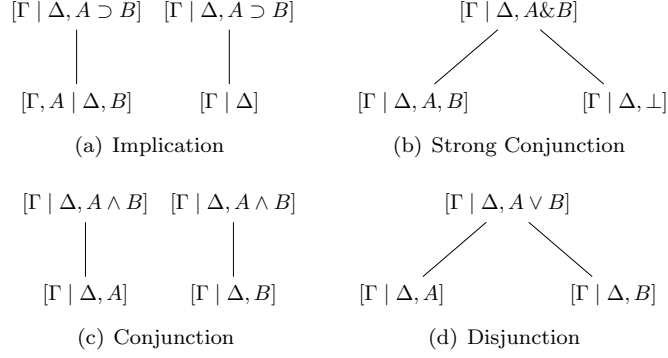 [Γ | Δ, A ⊃ B] [Γ | Δ, A ⊃ B]
[Γ, A | Δ, B] [Γ | Δ]
(a) Implication
[Γ | Δ, A&B]
[Γ | Δ, A, B] [Γ | Δ, ⊥]
(b) Strong Conjunction
[Γ | Δ, A ∧ B] [Γ | Δ, A ∧ B]
[Γ | Δ, A] [Γ | Δ, B]
(c) Conjunction
[Γ | Δ, A ∨ B]
[Γ | Δ, A] [Γ | Δ, B]
(d) Disjunction